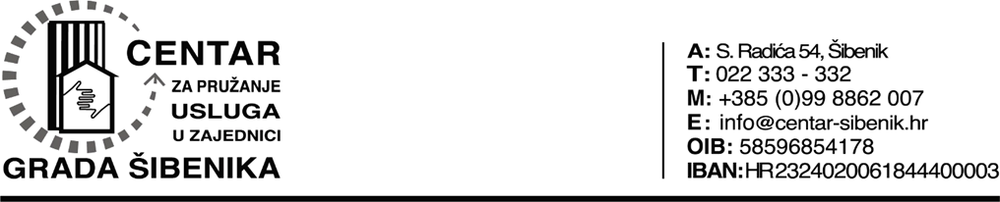 CENTAR
ZA PRUŽANJE
USLUGA
U ZAJEDNICI
GRADA ŠIBENIKA
A: S. Radića 54, Šibenik
T: 022 333 - 332
M: +385 (0)99 8862 007
E: info@centar-sibenik.hr
OIB: 58596854178
IBAN:HR2324020061844400003